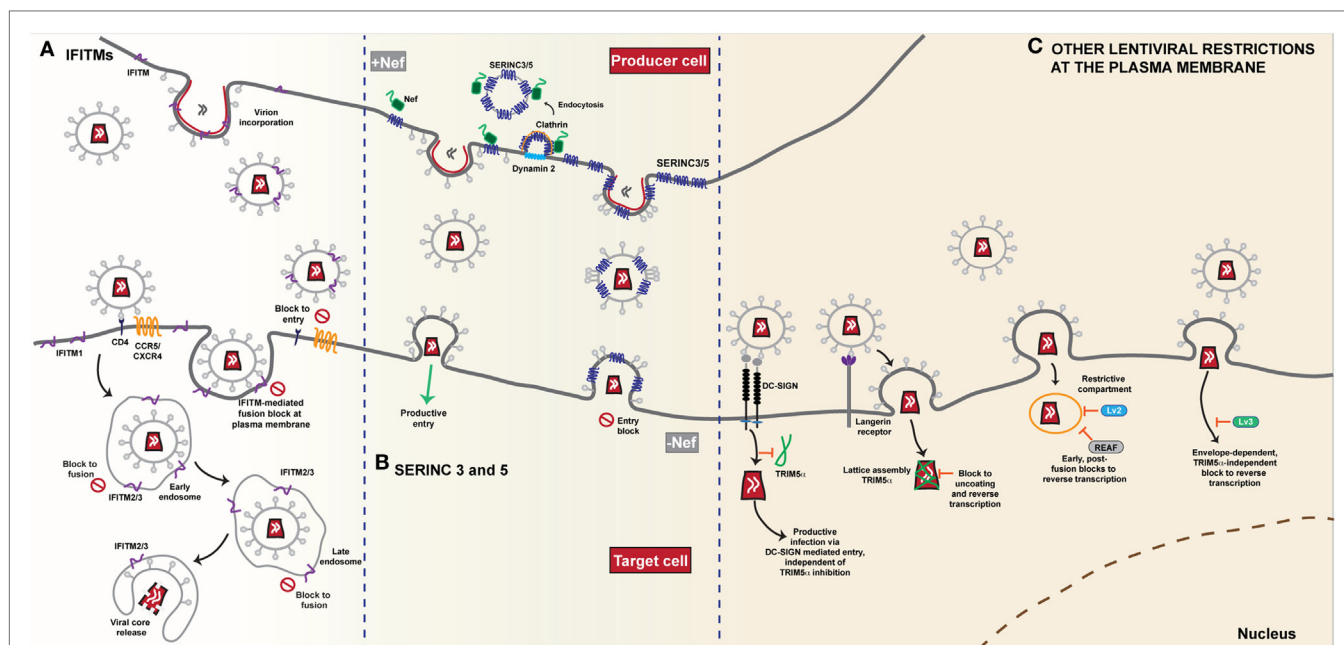 A
IFITMs
IFITM
Virion
incorporation
IFITM1
CD4
CCR5/
CXCR4
Block to
entry
IFITM-mediated
fusion block at
plasma membrane
Block to
fusion
IFITM2/3
Early
endosome
IFITM2/3
Late
endosome
Block to
fusion
IFITM2/3
Viral core
release
+Nef
Nef
SERINC3/5
Endocytosis
Clathrin
Dynamin 2
Producer cell
SERINC3/5
Productive
entry
Entry
block
-Nef
B SERINC 3 and 5
Target cell
C OTHER LENTIVIRAL RESTRICTIONS
AT THE PLASMA MEMBRANE
DC-SIGN
TRIM5α
Productive
infection via
DC-SIGN mediated entry,
independent of
TRIM5α inhibition
Langerin
receptor
Lattice assembly
TRIM5α
Block to
uncoating
and reverse
transcription
Restrictive
compartment
Lv2
REAF
Early, post-
fusion blocks to
reverse transcription
Lv3
Envelope-dependent,
TRIM5α-independent
block to reverse
transcription
Nucleus